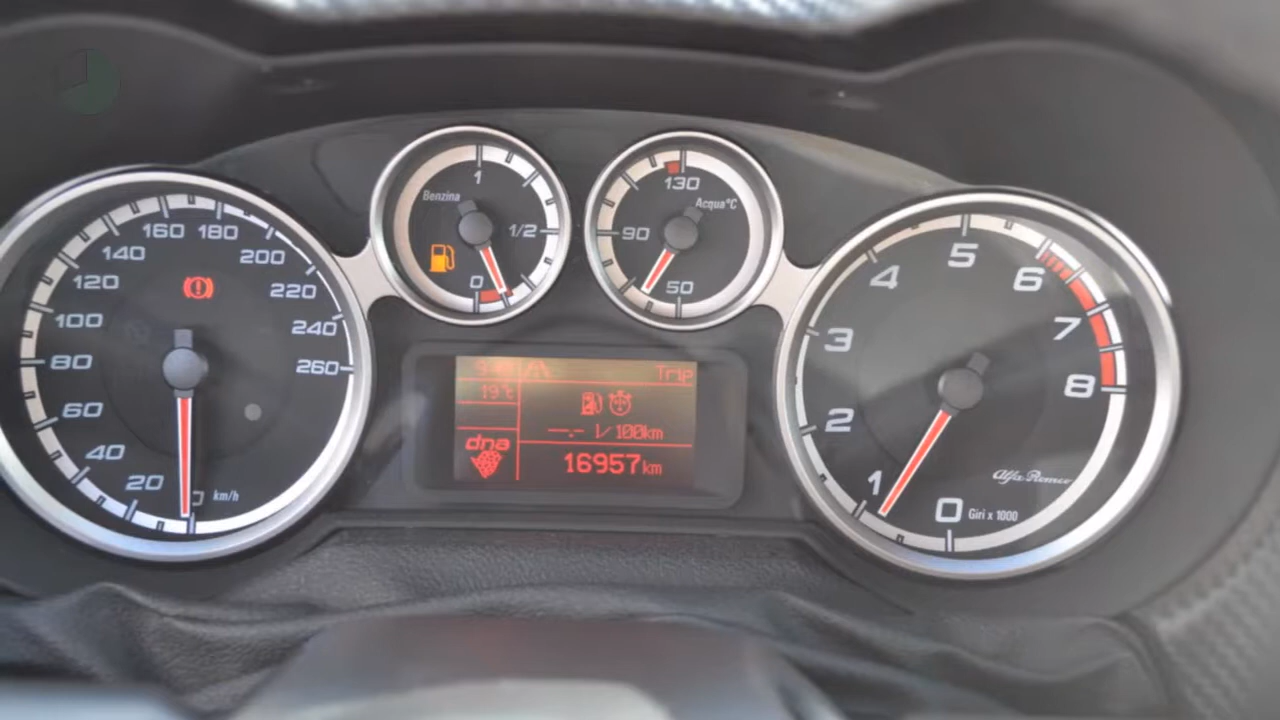 160 180
140 200
120 220
100 240
80 260
60
40
20
km/h
1
Benzina
1/2
0
130
Acqua°C
90
50
Trip
19°c
--.- l/100km
dna
16957km
5
4 6
3 7
2 8
1
0 Giri x 1000
Alfa Romeo